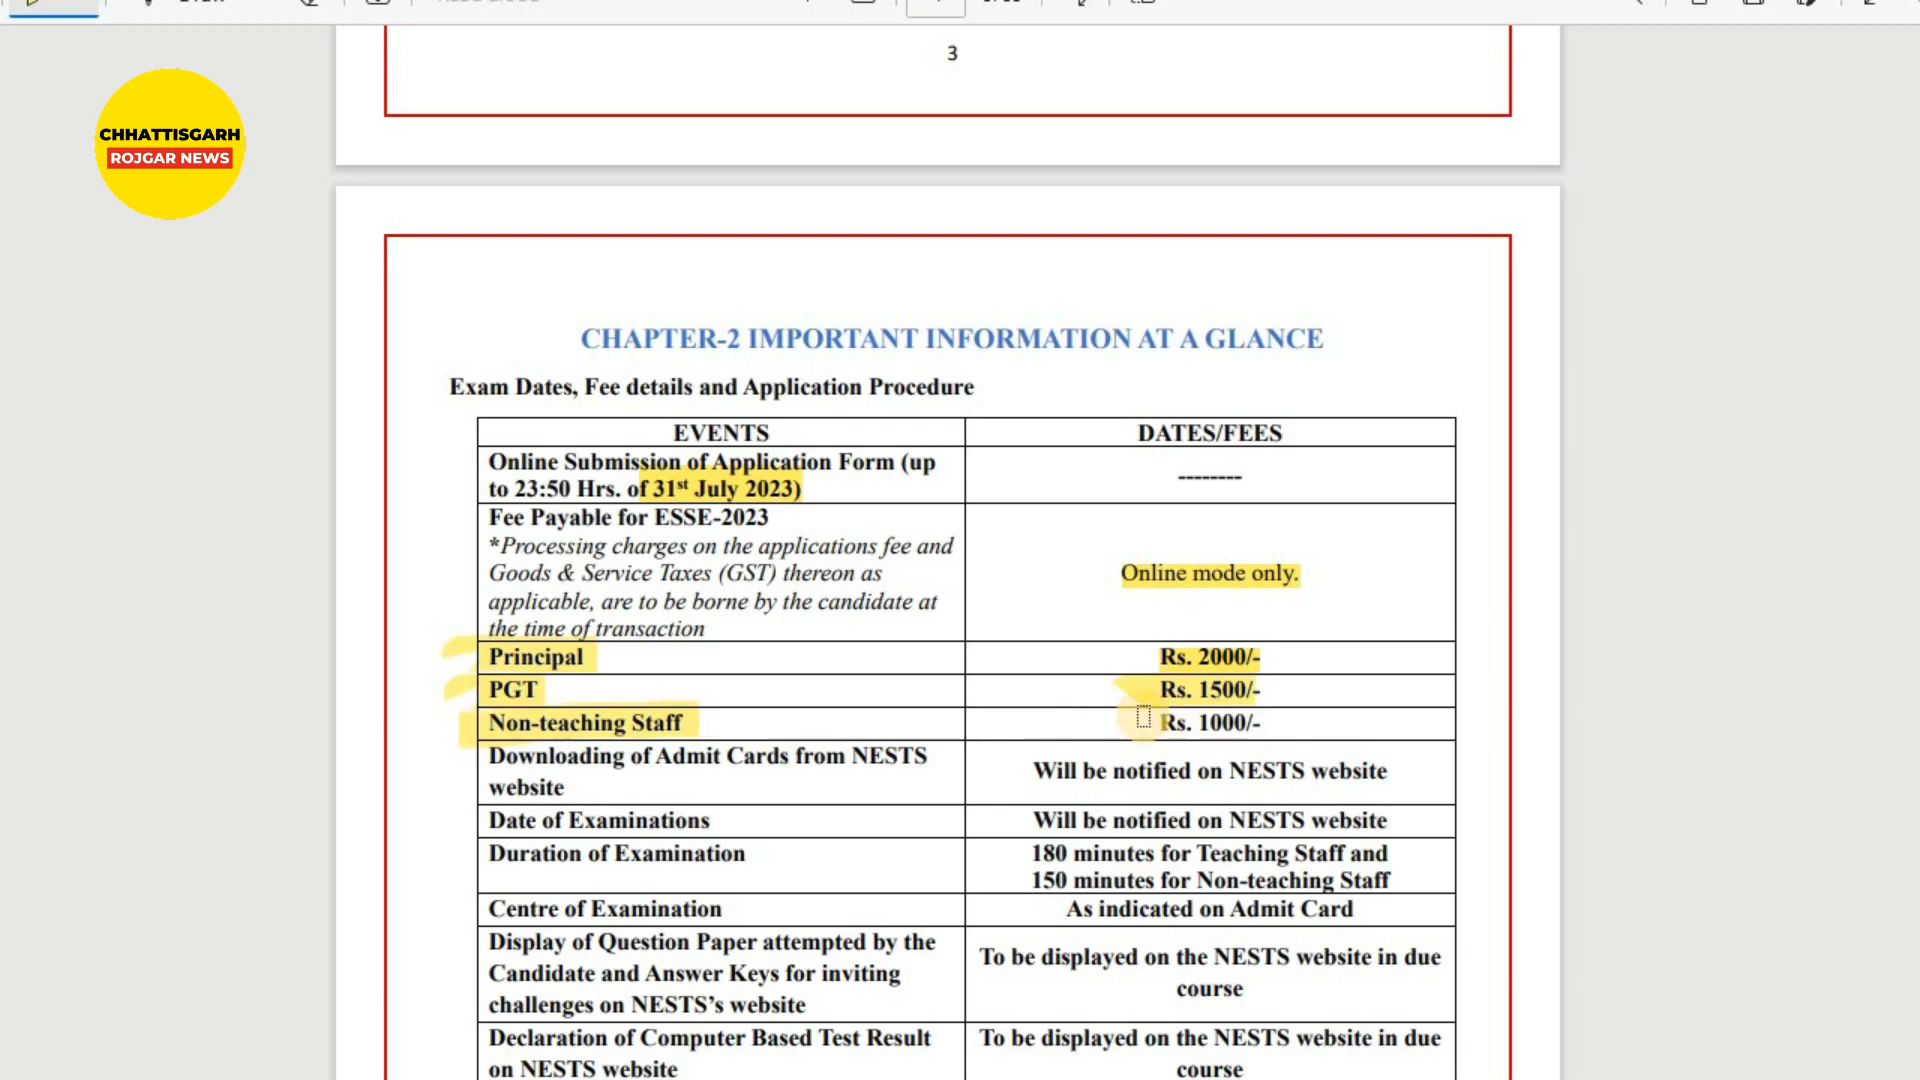 3
CHHATTISGARH
ROJGAR NEWS
CHAPTER-2 IMPORTANT INFORMATION AT A GLANCE
Exam Dates, Fee details and Application Procedure
EVENTS
DATES/FEES
Online Submission of Application Form (up
to 23:50 Hrs. of 31st July 2023)
--------
Fee Payable for ESSE-2023
*Processing charges on the applications fee and
Goods & Service Taxes (GST) thereon as
applicable, are to be borne by the candidate at
the time of transaction
Online mode only.
Principal
Rs. 2000/-
PGT
Rs. 1500/-
Non-teaching Staff
Rs. 1000/-
Downloading of Admit Cards from NESTS
website
Will be notified on NESTS website
Date of Examinations
Will be notified on NESTS website
Duration of Examination
180 minutes for Teaching Staff and
150 minutes for Non-teaching Staff
Centre of Examination
As indicated on Admit Card
Display of Question Paper attempted by the
Candidate and Answer Keys for inviting
challenges on NESTS’s website
To be displayed on the NESTS website in due
course
Declaration of Computer Based Test Result
on NESTS website
To be displayed on the NESTS website in due
course